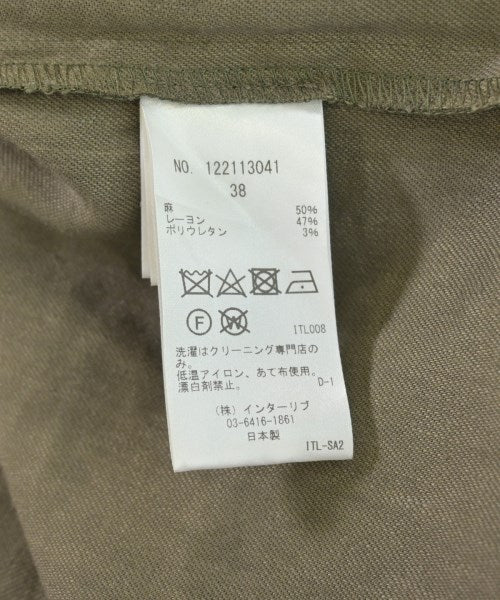 NO. 122113041
38
麻 50%
レーヨン 47%
ポリウレタン 3%
F W
ITL008
洗濯はクリーニング専門店の
み。
低温アイロン、あて布使用。
漂白剤禁止。 D-1
(株) インターリブ
03-6416-1861
日本製
ITL-SA2